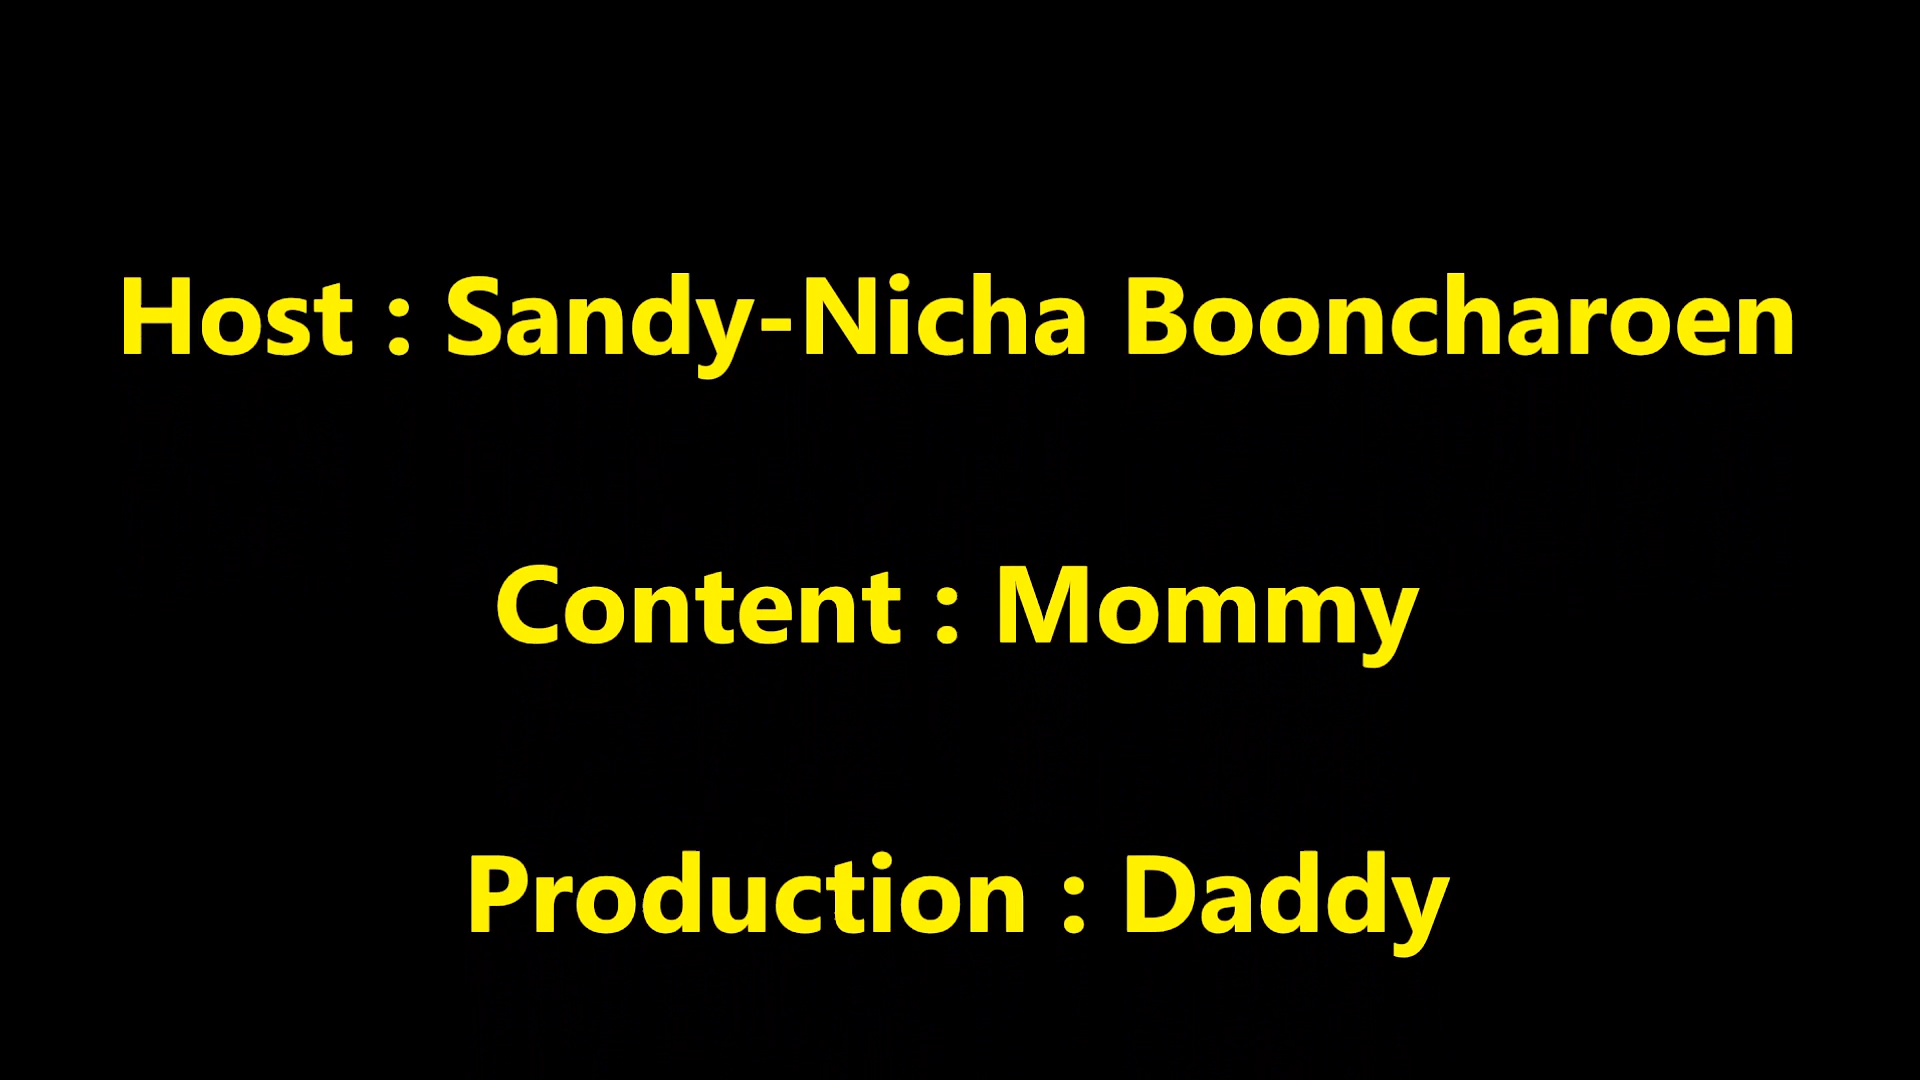 Host : Sandy-Nicha Booncharoen
Content : Mommy
Production : Daddy